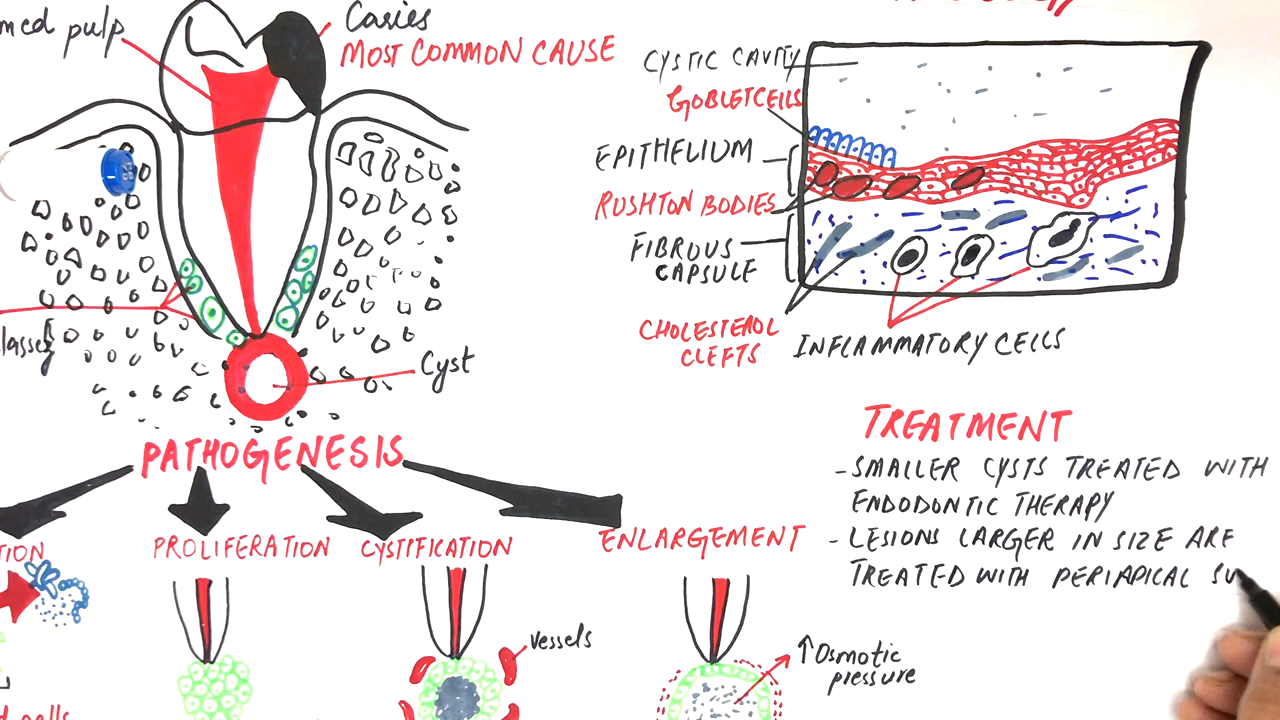 med pulp
Caries
MOST COMMON CAUSE
Cyst
PATHOGENESIS
TION
PROLIFERATION
CYSTIFICATION
ENLARGEMENT
vessels
↑Osmotic
pressure
cells
CYSTIC CAVITY
GOBLETCELLS
EPITHELIUM
RUSHTON BODIES
FIBROUS
CAPSULE
CHOLESTEROL
CLEFTS
INFLAMMATORY CELLS
TREATMENT
-SMALLER CYSTS TREATED WITH
ENDODONTIC THERAPY
- LESIONS LARGER IN SIZE ARE
TREATED WITH PERIAPICAL SU